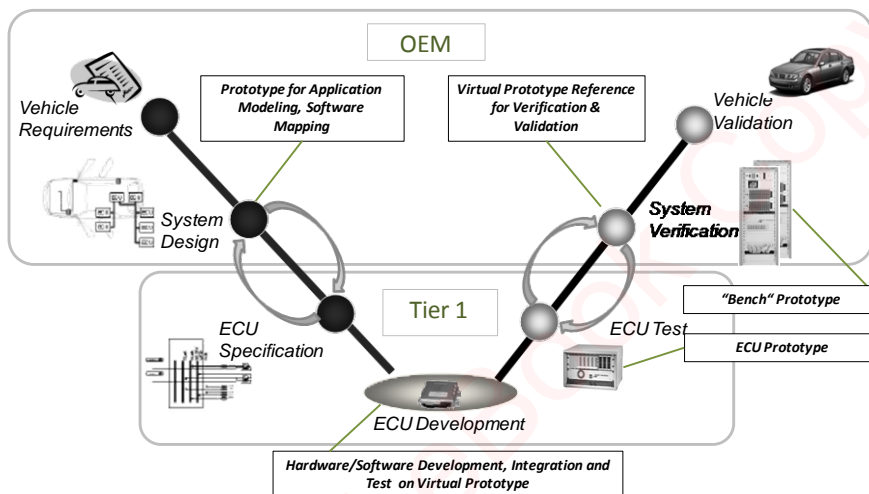 OEM
Prototype for Application
Modeling, Software
Mapping
Virtual Prototype Reference
for Verification &
Validation
Vehicle
Requirements
Vehicle
Validation
System
Design
System
Verification
"Bench" Prototype
Tier 1
ECU
Specification
ECU Test
ECU Prototype
ECU Development
Hardware/Software Development, Integration and
Test on Virtual Prototype